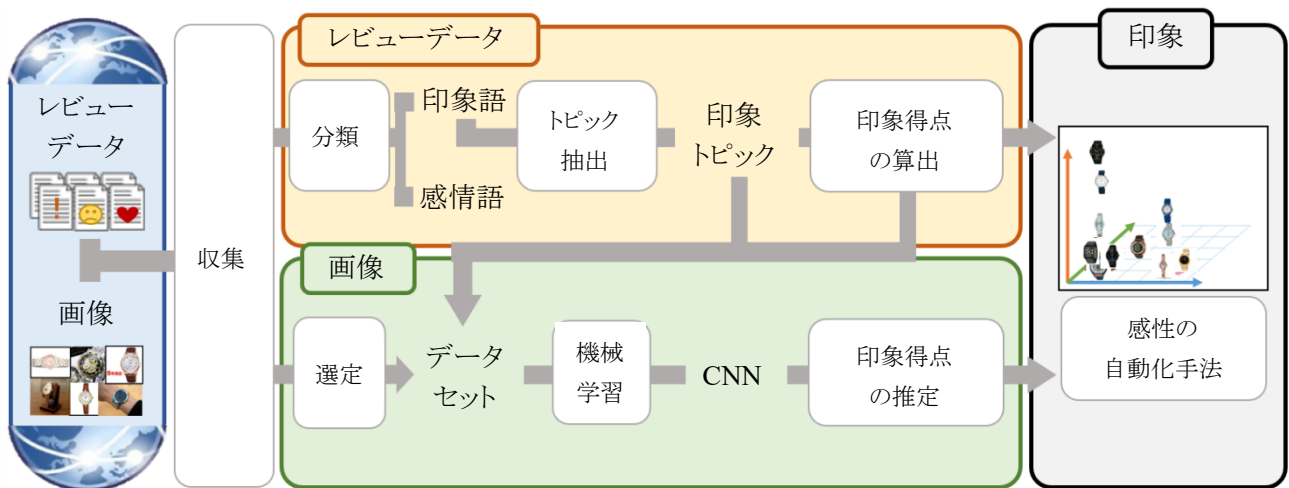 レビュー
データ
画像
収集
レビューデータ
分類
印象語
感情語
トピック
抽出
印象
トピック
印象得点
の算出
画像
選定
データ
セット
機械
学習
CNN
印象得点
の推定
印象
感性の
自動化手法